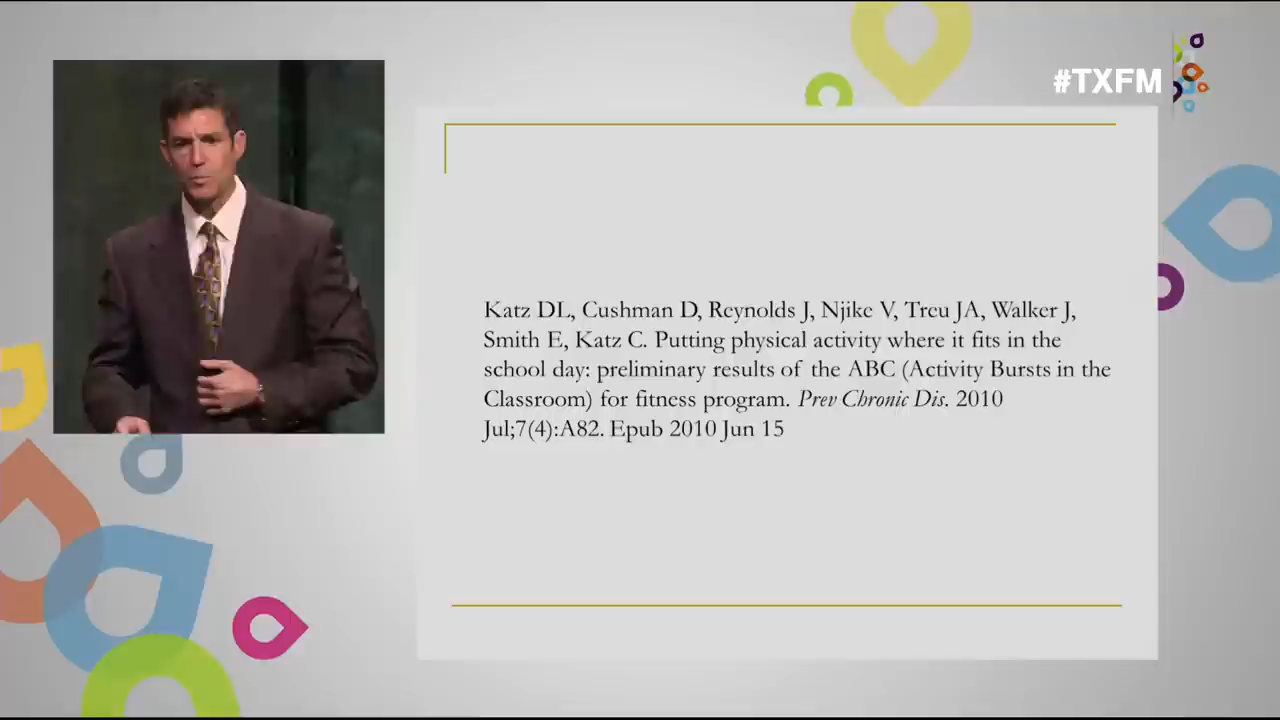 #TXFM
Katz DL, Cushman D, Reynolds J, Njike V, Treu JA, Walker J,
Smith E, Katz C. Putting physical activity where it fits in the
school day: preliminary results of the ABC (Activity Bursts in the
Classroom) for fitness program. Prev Chronic Dis. 2010
Jul;7(4):A82. Epub 2010 Jun 15